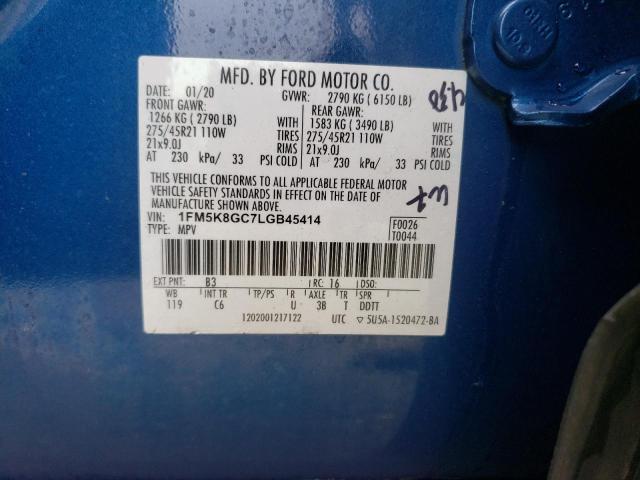 MFD. BY FORD MOTOR CO.
DATE: 01/20 GVWR: 2790 KG ( 6150 LB)
FRONT GAWR: REAR GAWR:
1266 KG ( 2790 LB) WITH 1583 KG ( 3490 LB) WITH
275/45R21 110W TIRES 275/45R21 110W TIRES
21x9.0J RIMS 21x9.0J RIMS
AT 230 kPa/ 33 PSI COLD AT 230 kPa/ 33 PSI COLD
THIS VEHICLE CONFORMS TO ALL APPLICABLE FEDERAL MOTOR
VEHICLE SAFETY STANDARDS IN EFFECT ON THE DATE OF
MANUFACTURE SHOWN ABOVE.
VIN: 1FM5K8GC7LGB45414 F0026
TYPE: MPV T0044
EXT PNT: B3 RC: 16 DSO:
WB INT TR TP/PS R AXLE TR SPR
119 C6 U 3B T DDTT
1202001217122 UTC 5U5A-1520472-BA